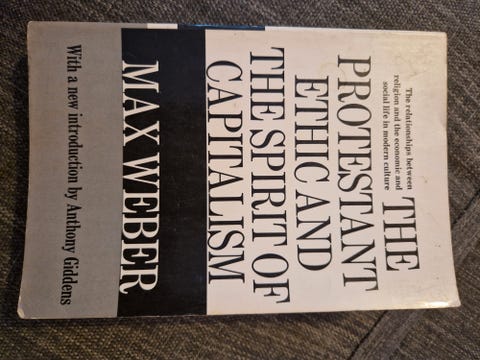 The relationships between
religion and the economic and
social life in modern culture
THE
PROTESTANT
ETHIC AND
THE SPIRIT OF
CAPITALISM
MAX WEBER
With a new introduction by Anthony Giddens